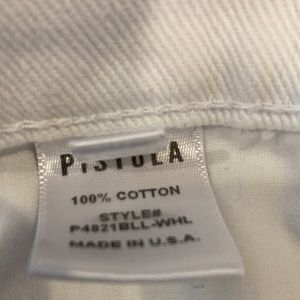 PISTOLA
100% COTTON
STYLE#
P4821BLL-WHL
MADE IN U.S.A.